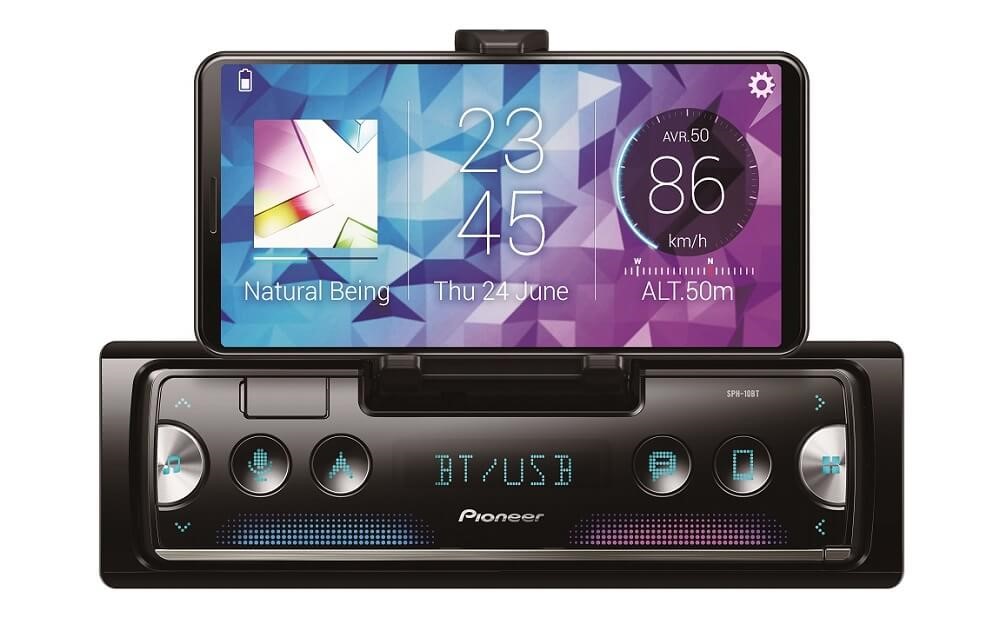 23
45
AVR.50
86
km/h
W N
Natural Being
Thu 24 June
ALT.50m
SPH-10BT
BT/USB
P
Pioneer